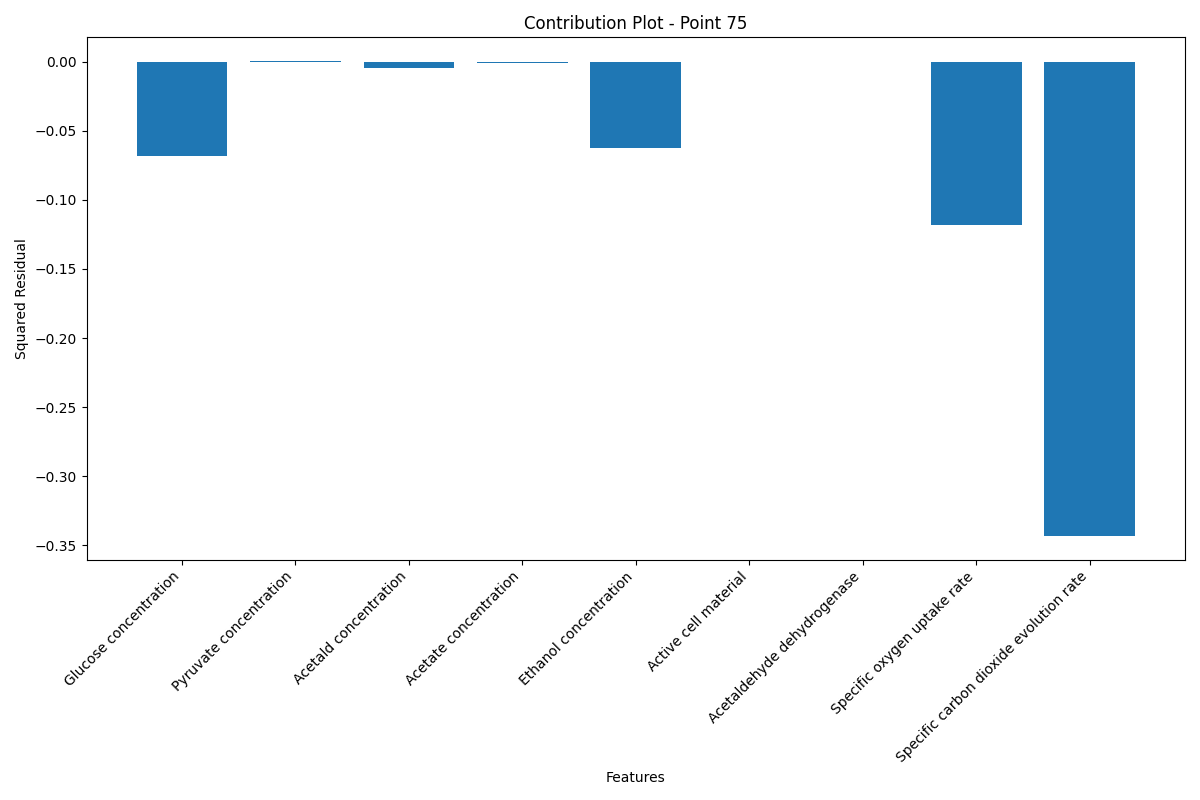 Contribution Plot - Point 75
Squared Residual
0.00
−0.05
−0.10
−0.15
−0.20
−0.25
−0.30
−0.35
Glucose concentration
Pyruvate concentration
Acetald concentration
Acetate concentration
Ethanol concentration
Active cell material
Acetaldehyde dehydrogenase
Specific oxygen uptake rate
Specific carbon dioxide evolution rate
Features